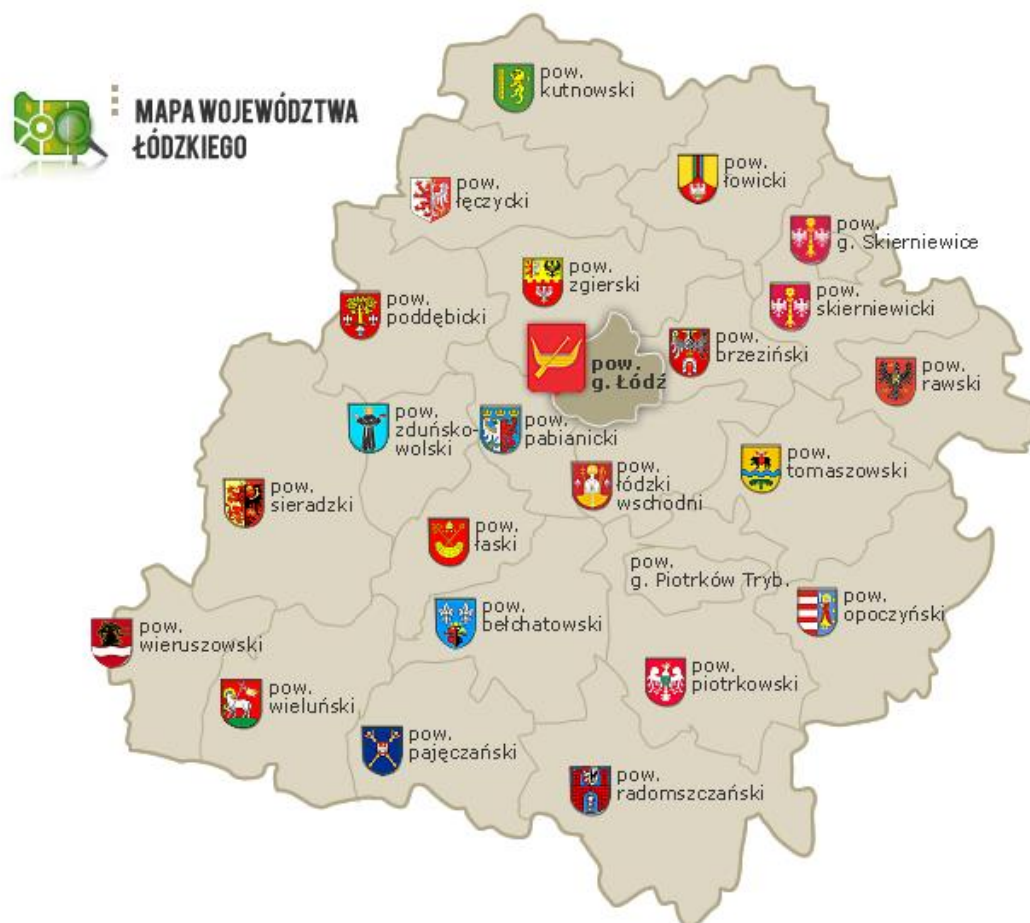 MAPA WOJEWÓDZTWA
ŁÓDZKIEGO
pow.
kutnowski
pow.
łowicki
pow.
łęczycki
pow.
g. Skierniewice
pow.
zgierski
pow.
skierniewicki
pow.
poddębicki
pow.
brzeziński
pow.
g. Łódź
pow.
rawski
pow.
zduńsko-
wolski
pow.
pabianicki
pow.
tomaszowski
pow.
łódzki
wschodni
pow.
sieradzki
pow.
łaski
pow.
g. Piotrków Tryb.
pow.
opoczyński
pow.
bełchatowski
pow.
wieruszowski
pow.
piotrkowski
pow.
wieluński
pow.
pajęczański
pow.
radomszczański